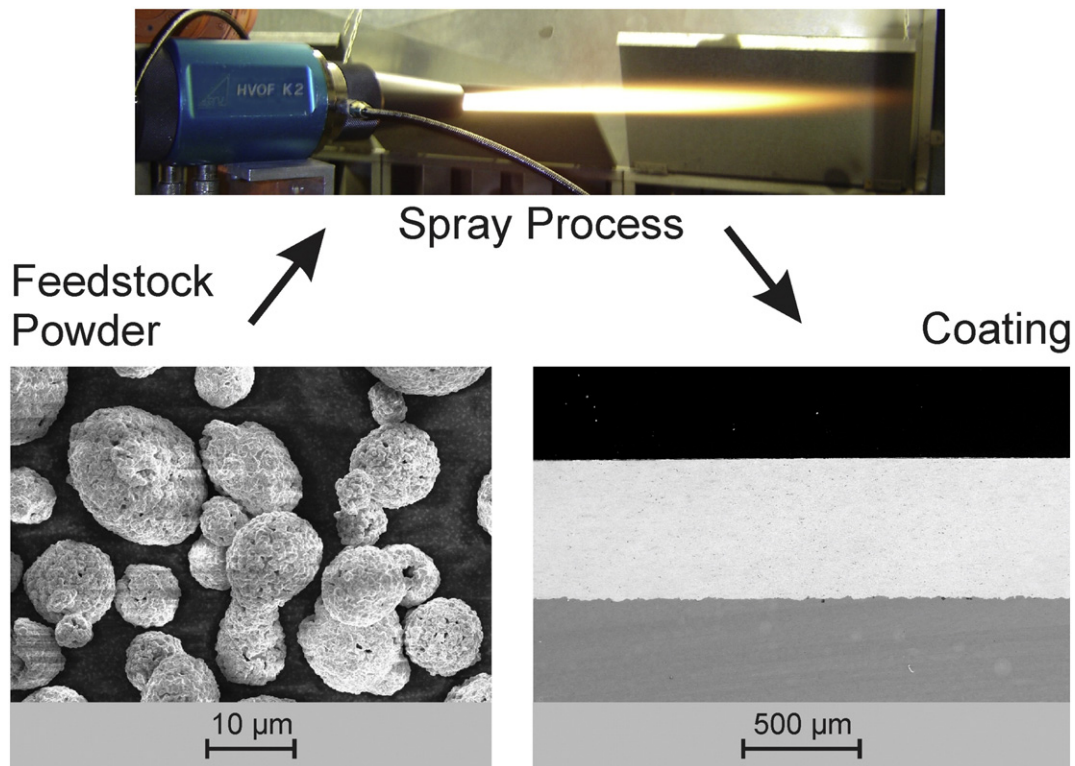 HVOF K2
Spray Process
Feedstock
Powder
Coating
10 µm
500 µm